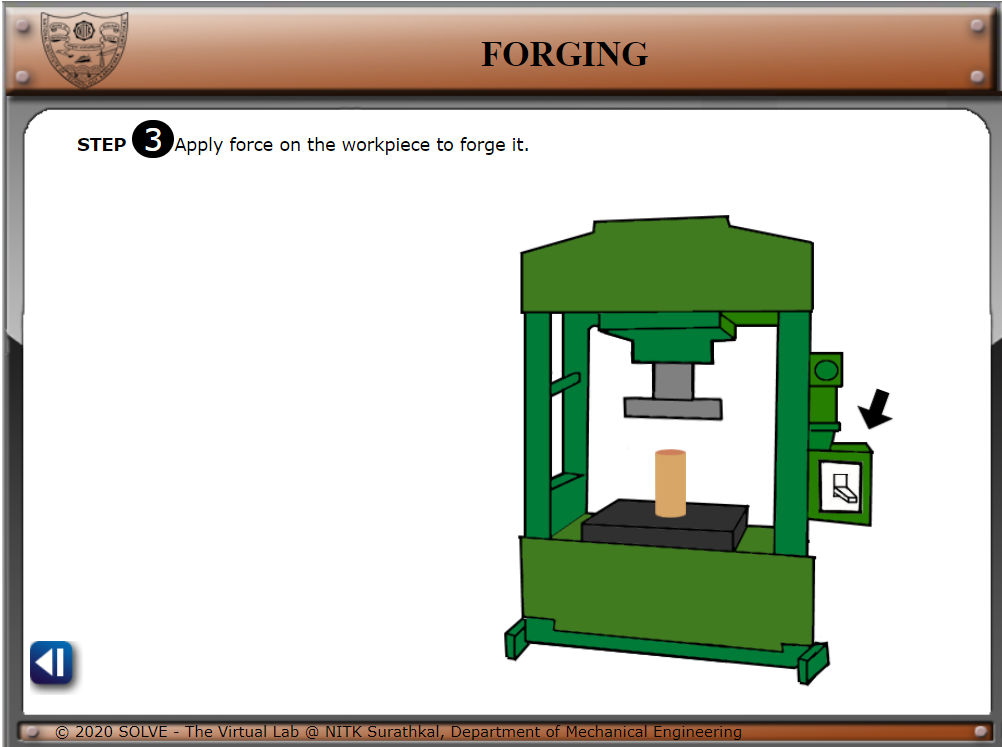 FORGING
STEP 3 Apply force on the workpiece to forge it.
© 2020 SOLVE - The Virtual Lab @ NITK Surathkal, Department of Mechanical Engineering